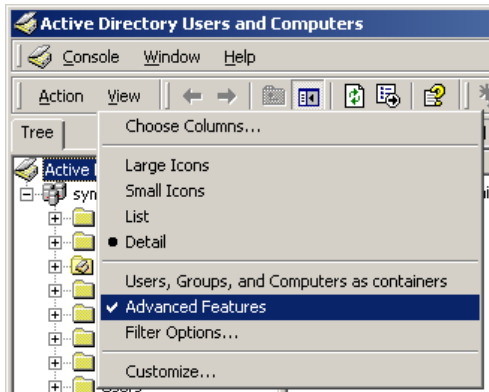 Active Directory Users and Computers
Console Window Help
Action View
Tree
Choose Columns...
Active
Large Icons
Small Icons
List
Detail
Users, Groups, and Computers as containers
Advanced Features
Filter Options...
Customize...
Users